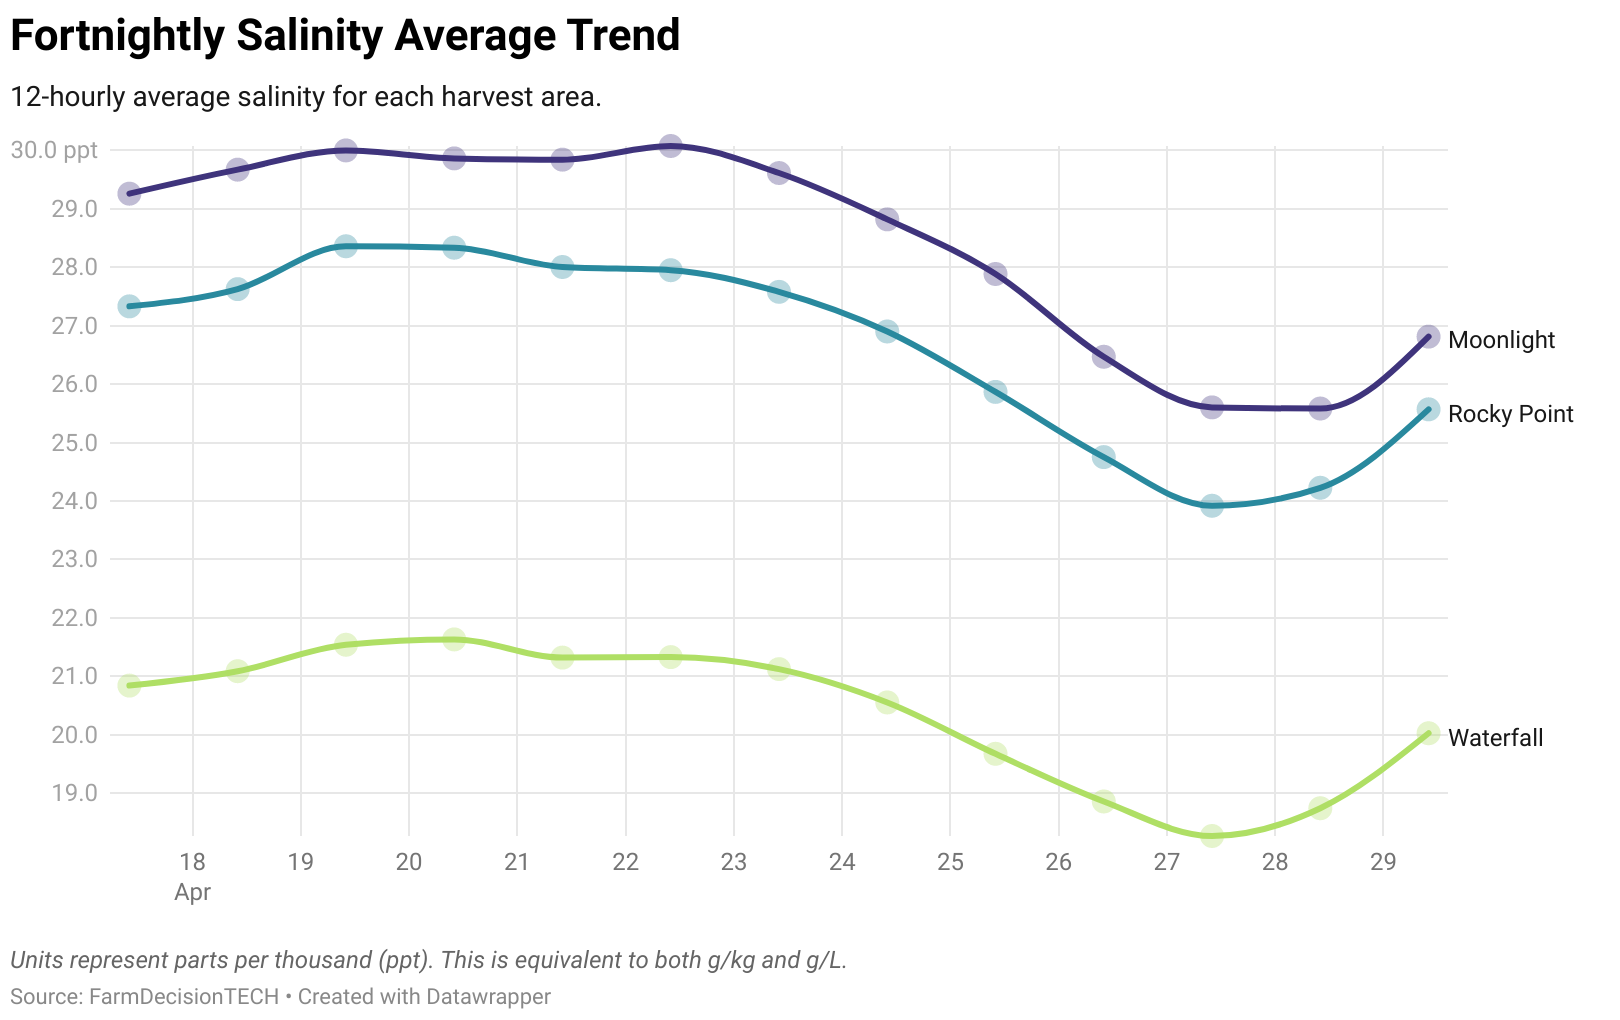 Fortnightly Salinity Average Trend
12-hourly average salinity for each harvest area.
30.0 ppt
29.0
28.0
27.0
26.0
25.0
24.0
23.0
22.0
21.0
20.0
19.0
Moonlight
Rocky Point
Waterfall
18 19 20 21 22 23 24 25 26 27 28 29
Apr
Units represent parts per thousand (ppt). This is equivalent to both g/kg and g/L.
Source: FarmDecisionTECH • Created with Datawrapper